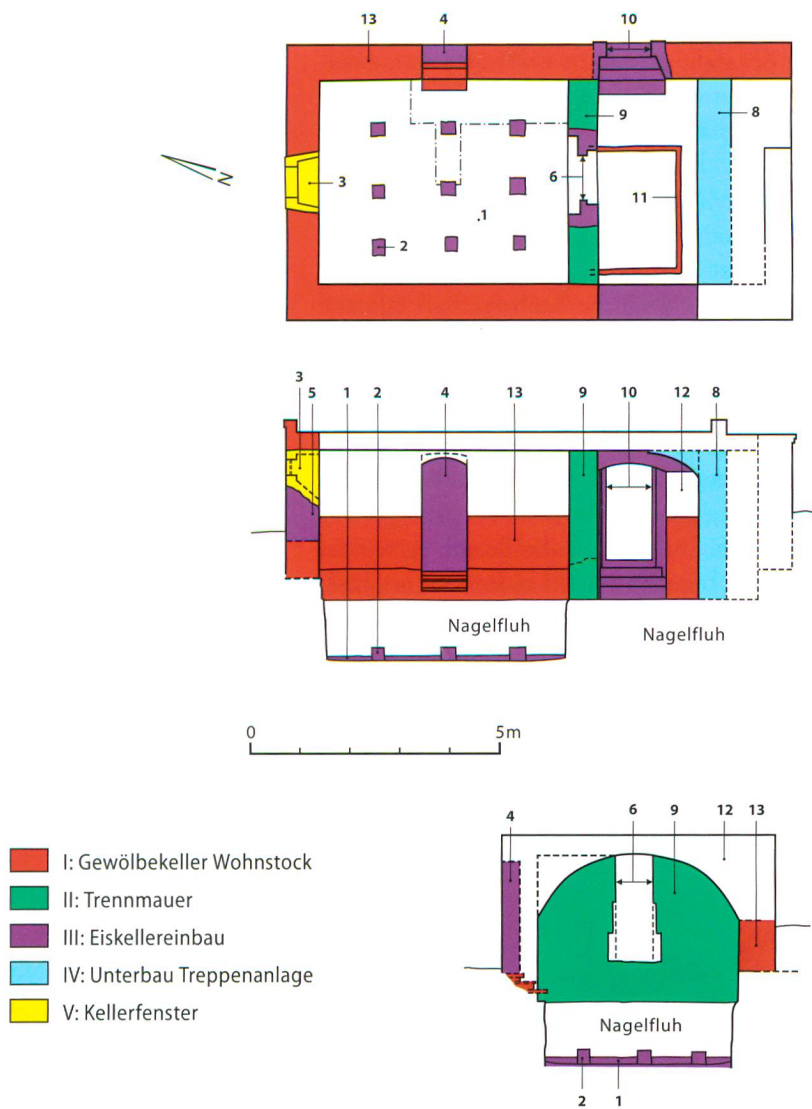 13 4 10
9 8
3 6 11
1
2
N
3 5 1 2 4 13 9 10 12 8
Nagelfluh
Nagelfluh
0 5m
4 6 9 12 13
I: Gewölbekeller Wohnstock
II: Trennmauer
III: Eiskellereinbau
IV: Unterbau Treppenanlage
V: Kellerfenster
Nagelfluh
2 1